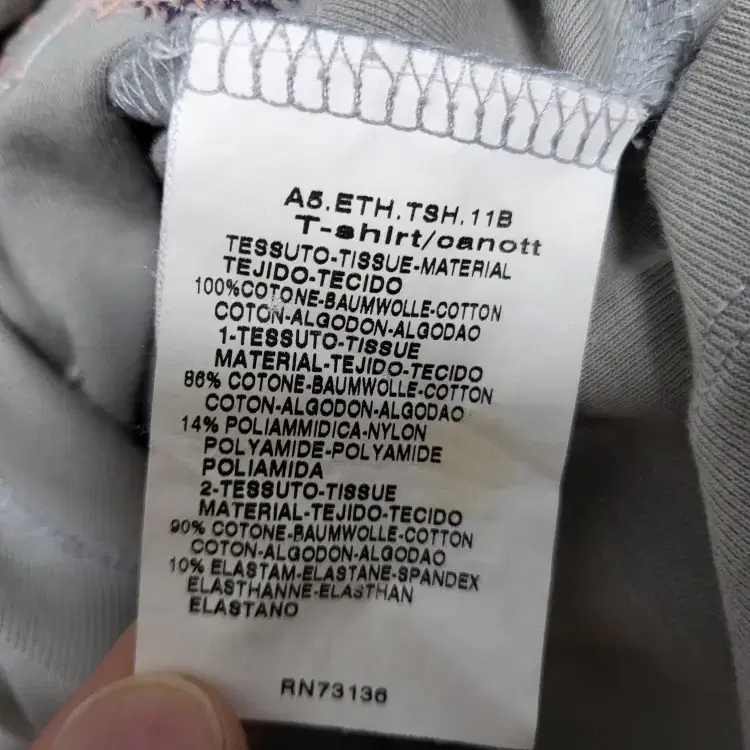 A5.ETH.TSH.11B
T-shirt/canott
TESSUTO-TISSUE-MATERIAL
TEJIDO-TECIDO
100%COTONE-BAUMWOLLE-COTTON
COTON-ALGODON-ALGODAO
1-TESSUTO-TISSUE
MATERIAL-TEJIDO-TECIDO
86% COTONE-BAUMWOLLE-COTTON
COTON-ALGODON-ALGODAO
14% POLIAMMIDICA-NYLON
POLYAMIDE-POLYAMIDE
POLIAMIDA
2-TESSUTO-TISSUE
MATERIAL-TEJIDO-TECIDO
90% COTONE-BAUMWOLLE-COTTON
COTON-ALGODON-ALGODAO
10% ELASTAM-ELASTANE-SPANDEX
ELASTHANNE-ELASTHAN
ELASTANO
RN73136